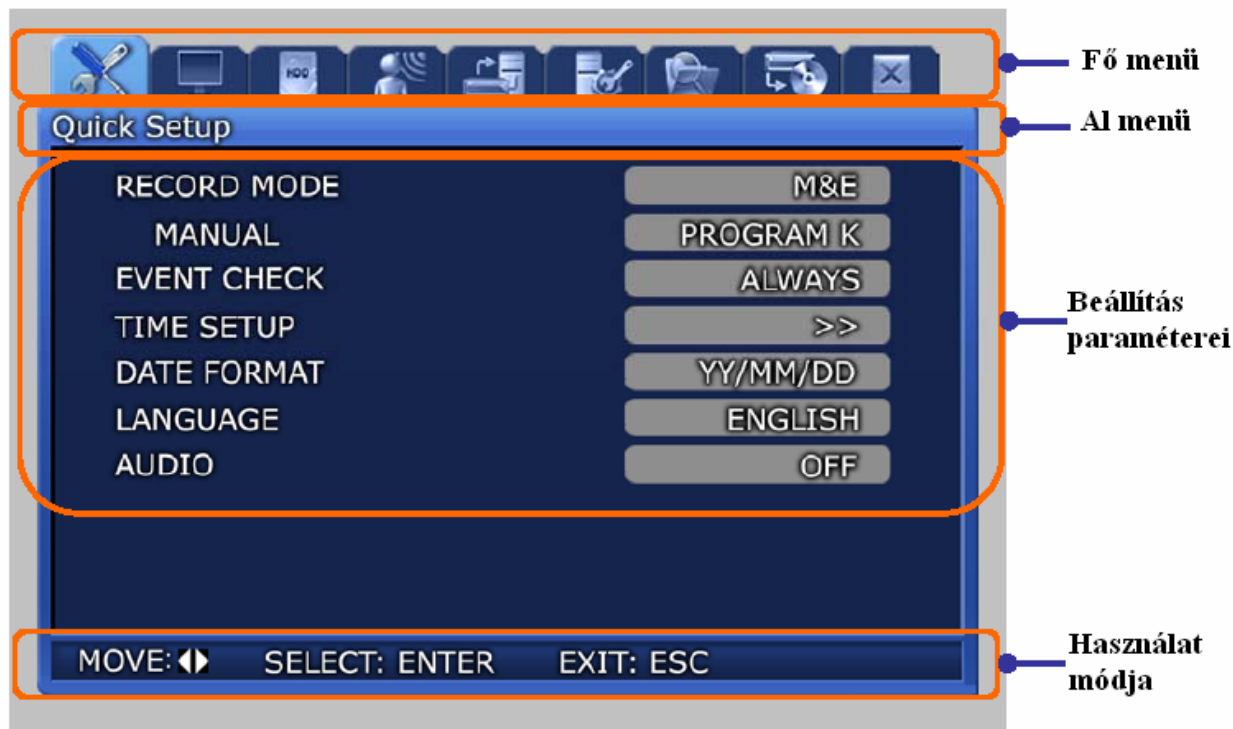 HDD
Fő menü
Quick Setup
Al menü
RECORD MODE M&E
MANUAL PROGRAM K
EVENT CHECK ALWAYS
TIME SETUP >>
DATE FORMAT YY/MM/DD
LANGUAGE ENGLISH
AUDIO OFF
Beállítás
paraméterei
MOVE: SELECT: ENTER EXIT: ESC
Használat
módja